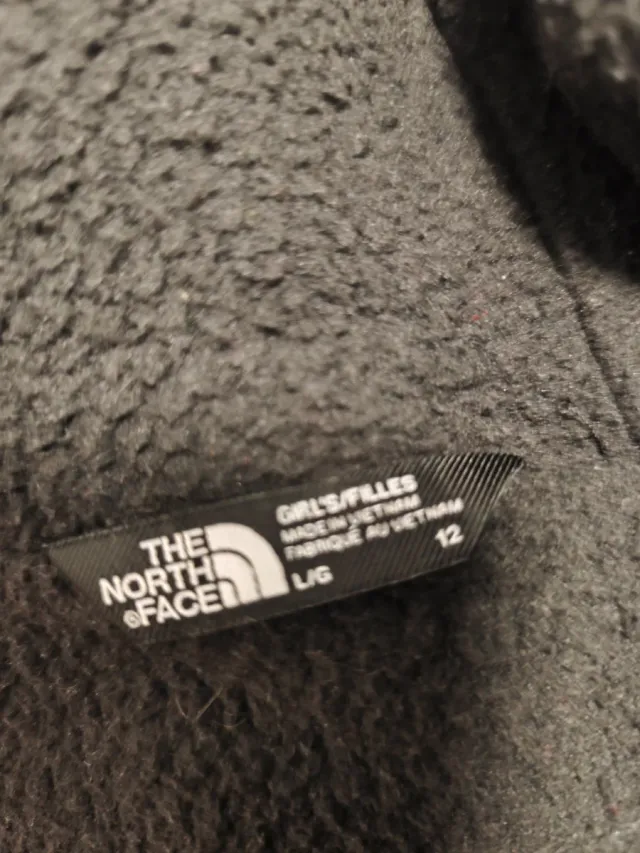 THE
NORTH
FACE
GIRL'S/FILLES
MADE IN VIETNAM
FABRIQUÉ AU VIETNAM
L/G
12